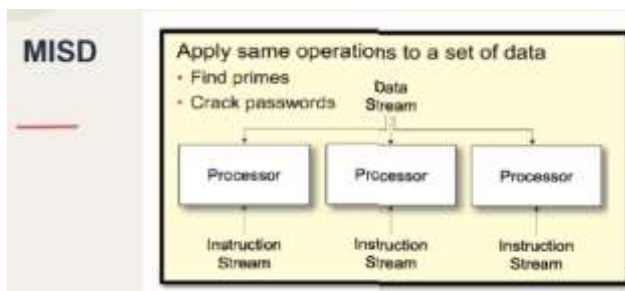 MISD
Apply same operations to a set of data
• Find primes
• Crack passwords
Data
Stream
Processor
Processor
Processor
Instruction
Stream
Instruction
Stream
Instruction
Stream